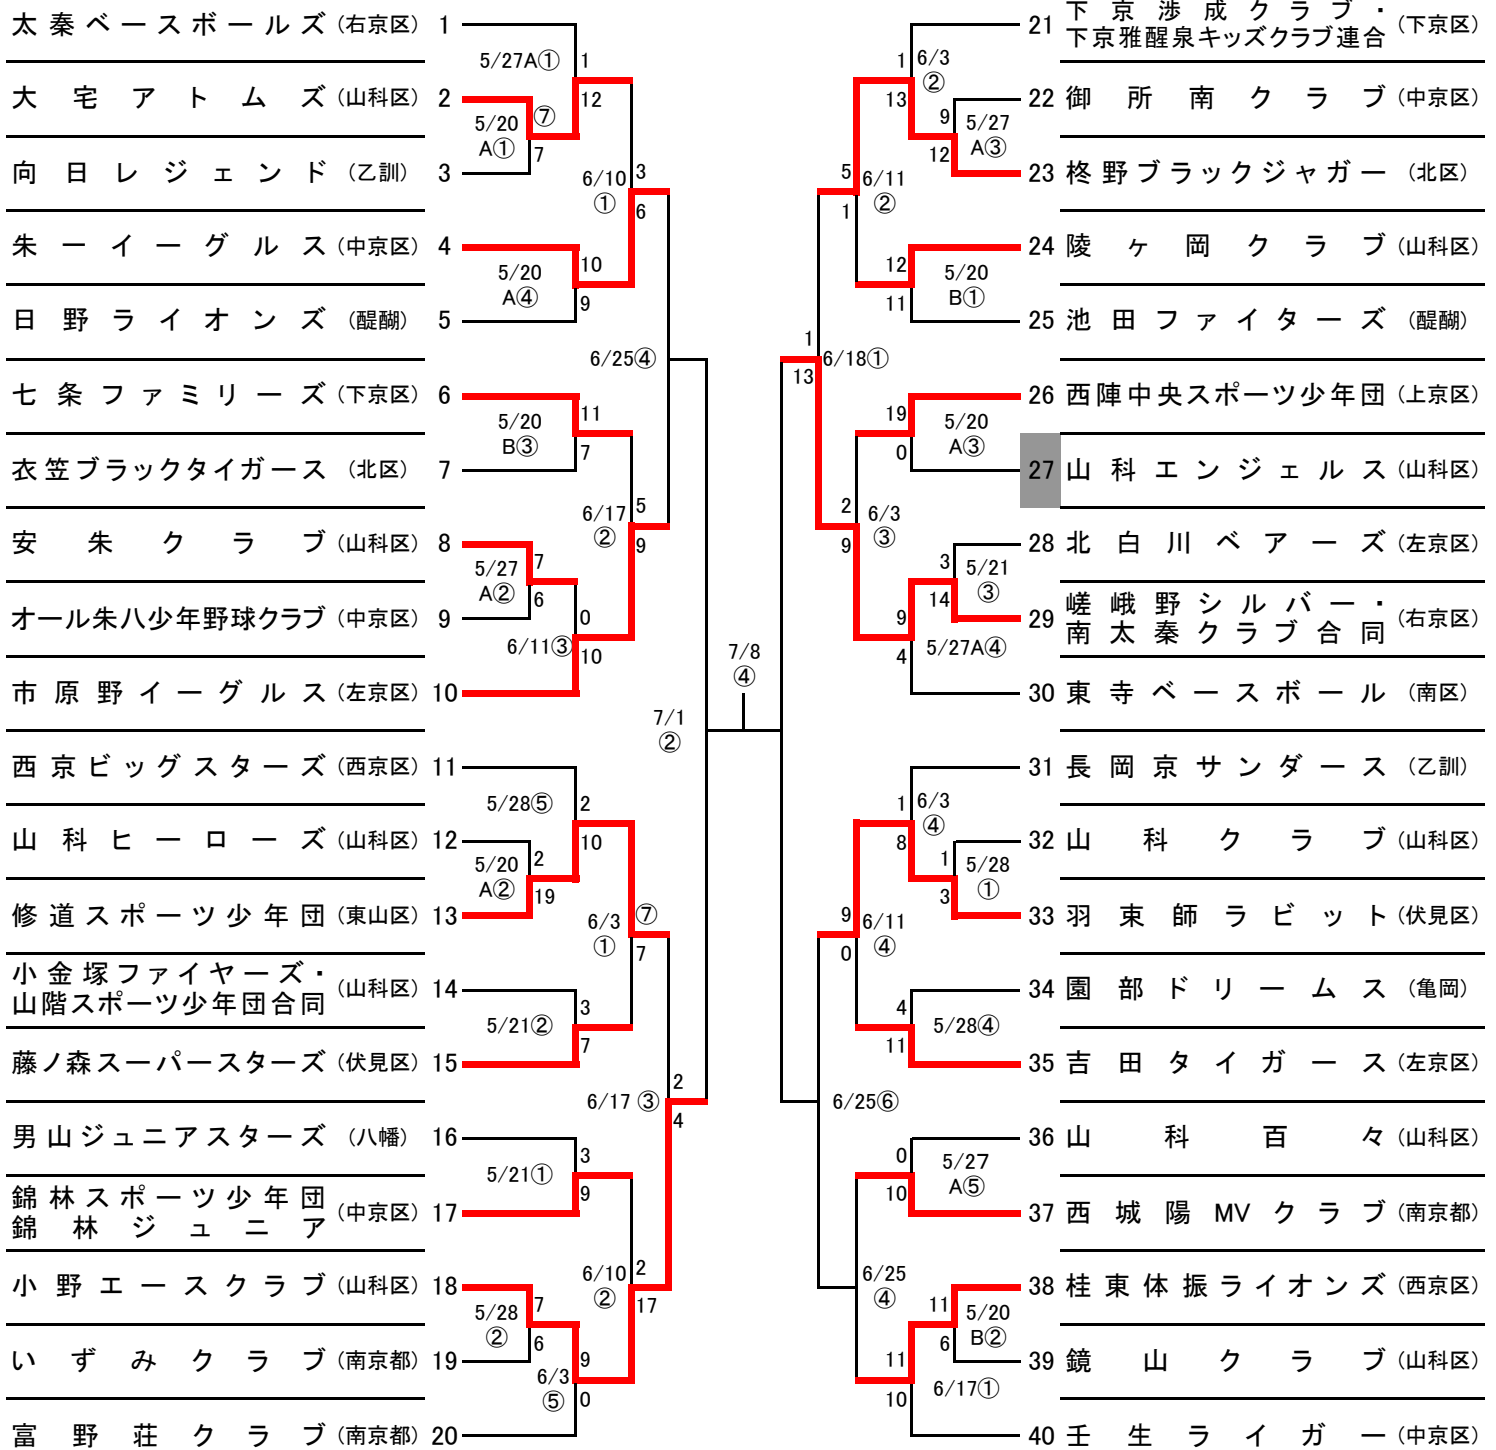 太秦ベースボールズ (右京区) 1
5/27A① 1
12
大宅アトムズ (山科区) 2
5/20
A①
⑦
7
向日レジェンド (乙訓) 3
6/10
①
3
6
朱一イーグルス (中京区) 4
5/20
A④
10
9
日野ライオンズ (醍醐) 5
6/25④
七条ファミリーズ (下京区) 6
5/20
B③
11
7
衣笠ブラックタイガース (北区) 7
6/17
②
5
9
安朱クラブ (山科区) 8
5/27
A②
7
6
オール朱八少年野球クラブ (中京区) 9
6/11③
0
10
市原野イーグルス (左京区) 10
7/1
②
7/8
④
西京ビッグスターズ (西京区) 11
5/28⑤
2
10
山科ヒーローズ (山科区) 12
5/20
A②
2
19
修道スポーツ少年団 (東山区) 13
6/3
①
⑦
7
小金塚ファイヤーズ・
山階スポーツ少年団合同 (山科区) 14
5/21②
3
7
藤ノ森スーパースターズ (伏見区) 15
6/17③
2
4
男山ジュニアスターズ (八幡) 16
5/21①
3
9
錦林スポーツ少年団
錦林ジュニア (中京区) 17
6/10
②
2
17
小野エースクラブ (山科区) 18
5/28
②
7
6
いずみクラブ (南京都) 19
6/3
⑤
9
0
富野荘クラブ (南京都) 20
21 下京渉成クラブ・
下京雅醒泉キッズクラブ連合 (下京区)
1
13
6/3
②
22 御所南クラブ (中京区)
9
12
5/27
A③
23 柊野ブラックジャガー (北区)
5
1
6/11
②
24 陵ヶ岡クラブ (山科区)
12
11
5/20
B①
25 池田ファイターズ (醍醐)
1
13
6/18①
26 西陣中央スポーツ少年団 (上京区)
19
0
5/20
A③
27 山科エンジェルス (山科区)
2
9
6/3
③
28 北白川ベアーズ (左京区)
3
14
5/21
③
29 嵯峨野シルバー・
南太秦クラブ合同 (右京区)
9
4
5/27A④
30 東寺ベースボール (南区)
31 長岡京サンダース (乙訓)
1
8
6/3
④
32 山科クラブ (山科区)
1
3
5/28
①
33 羽束師ラビット (伏見区)
9
0
6/11
④
34 園部ドリームス (亀岡)
4
11
5/28④
35 吉田タイガース (左京区)
6/25⑥
36 山科百々 (山科区)
0
10
5/27
A⑤
37 西城陽MVクラブ (南京都)
6/25
④
38 桂東体振ライオンズ (西京区)
11
6
5/20
B②
39 鏡山クラブ (山科区)
11
10
6/17①
40 壬生ライガー (中京区)